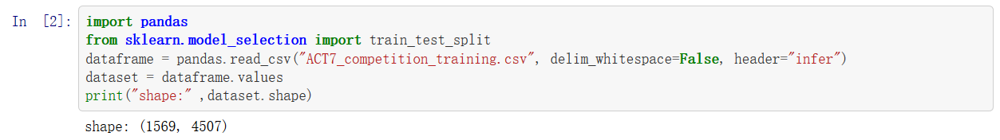 In [2]: import pandas
from sklearn.model_selection import train_test_split
dataframe = pandas.read_csv("ACT7_competition_training.csv", delim_whitespace=False, header="infer")
dataset = dataframe.values
print("shape:" ,dataset.shape)
shape: (1569, 4507)